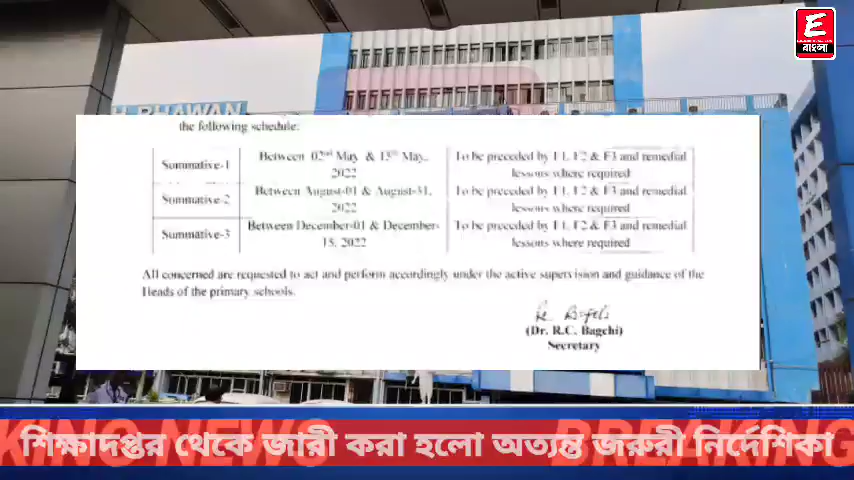 E
বাংলা
BHAWAN
the following schedule:
Summative-1
Between 02nd May & 13th May,
2022
To be preceded by F1, F2 & F3 and remedial
lessons where required
Summative-2
Between August-01 & August-31,
2022
To be preceded by F1, F2 & F3 and remedial
lessons where required
Summative-3
Between December-01 & December-
15, 2022
To be preceded by F1, F2 & F3 and remedial
lessons where required
All concerned are requested to act and perform accordingly under the active supervision and guidance of the
Heads of the primary schools.
(Dr. R.C. Bagchi)
Secretary
শিক্ষাদপ্তর থেকে জারী করা হলো অত্যন্ত জরুরী নির্দেশিকা
KING NEWS BREAKING